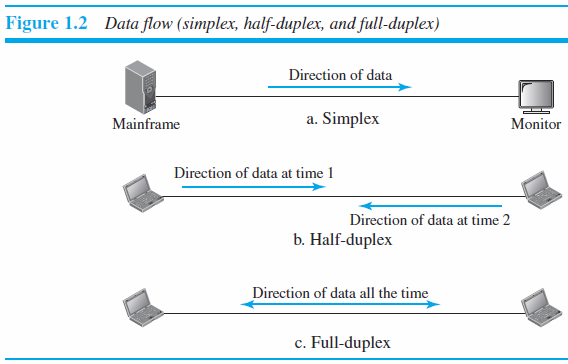 Figure 1.2 Data flow (simplex, half-duplex, and full-duplex)
Direction of data
Mainframe
a. Simplex
Monitor
Direction of data at time 1
Direction of data at time 2
b. Half-duplex
Direction of data all the time
c. Full-duplex